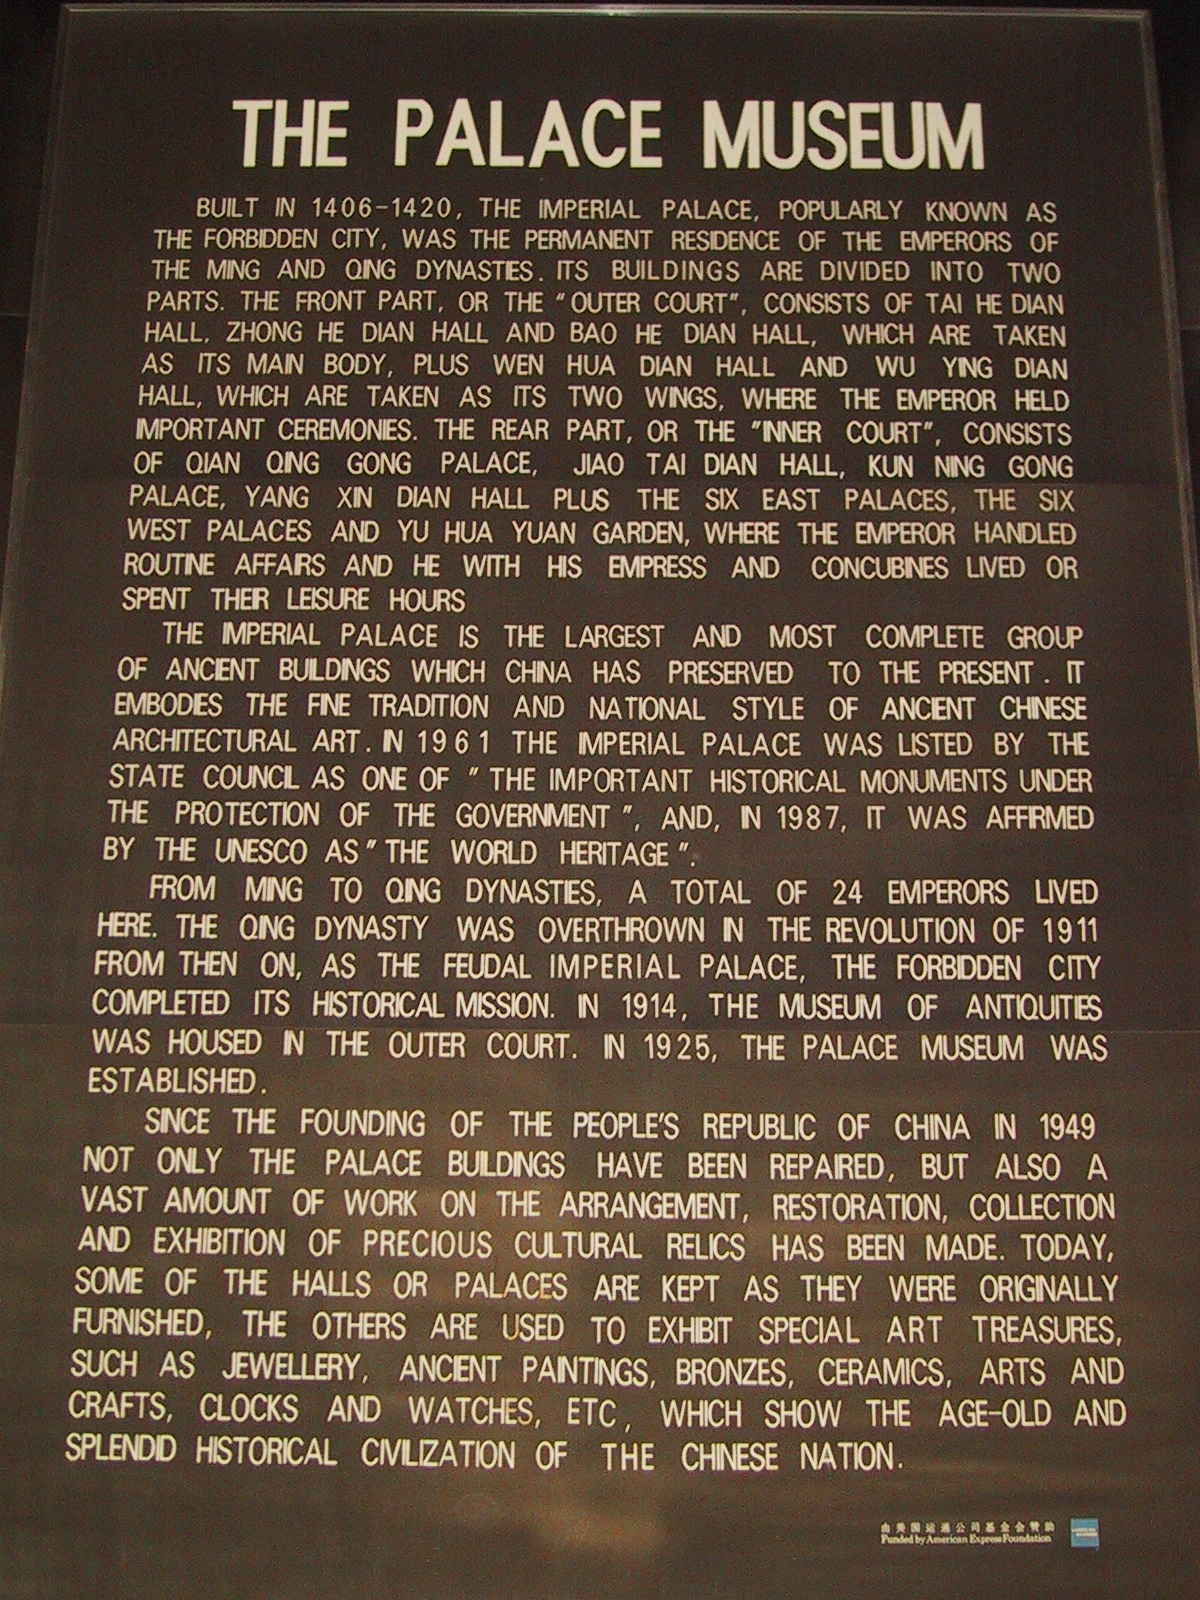 THE PALACE MUSEUM
BUILT IN 1406-1420, THE IMPERIAL PALACE, POPULARLY KNOWN AS
THE FORBIDDEN CITY, WAS THE PERMANENT RESIDENCE OF THE EMPERORS OF
THE MING AND QING DYNASTIES. ITS BUILDINGS ARE DIVIDED INTO TWO
PARTS. THE FRONT PART, OR THE "OUTER COURT", CONSISTS OF TAI HE DIAN
HALL, ZHONG HE DIAN HALL AND BAO HE DIAN HALL, WHICH ARE TAKEN
AS ITS MAIN BODY, PLUS WEN HUA DIAN HALL AND WU YING DIAN
HALL, WHICH ARE TAKEN AS ITS TWO WINGS, WHERE THE EMPEROR HELD
IMPORTANT CEREMONIES. THE REAR PART, OR THE "INNER COURT", CONSISTS
OF QIAN QING GONG PALACE, JIAO TAI DIAN HALL, KUN NING GONG
PALACE, YANG XIN DIAN HALL PLUS THE SIX EAST PALACES, THE SIX
WEST PALACES AND YU HUA YUAN GARDEN, WHERE THE EMPEROR HANDLED
ROUTINE AFFAIRS AND HE WITH HIS EMPRESS AND CONCUBINES LIVED OR
SPENT THEIR LEISURE HOURS
THE IMPERIAL PALACE IS THE LARGEST AND MOST COMPLETE GROUP
OF ANCIENT BUILDINGS WHICH CHINA HAS PRESERVED TO THE PRESENT. IT
EMBODIES THE FINE TRADITION AND NATIONAL STYLE OF ANCIENT CHINESE
ARCHITECTURAL ART. IN 1961 THE IMPERIAL PALACE WAS LISTED BY THE
STATE COUNCIL AS ONE OF "THE IMPORTANT HISTORICAL MONUMENTS UNDER
THE PROTECTION OF THE GOVERNMENT", AND, IN 1987, IT WAS AFFIRMED
BY THE UNESCO AS "THE WORLD HERITAGE".
FROM MING TO QING DYNASTIES, A TOTAL OF 24 EMPERORS LIVED
HERE. THE QING DYNASTY WAS OVERTHROWN IN THE REVOLUTION OF 1911
FROM THEN ON, AS THE FEUDAL IMPERIAL PALACE, THE FORBIDDEN CITY
COMPLETED ITS HISTORICAL MISSION. IN 1914, THE MUSEUM OF ANTIQUITIES
WAS HOUSED IN THE OUTER COURT. IN 1925, THE PALACE MUSEUM WAS
ESTABLISHED.
SINCE THE FOUNDING OF THE PEOPLE'S REPUBLIC OF CHINA IN 1949
NOT ONLY THE PALACE BUILDINGS HAVE BEEN REPAIRED, BUT ALSO A
VAST AMOUNT OF WORK ON THE ARRANGEMENT, RESTORATION, COLLECTION
AND EXHIBITION OF PRECIOUS CULTURAL RELICS HAS BEEN MADE. TODAY,
SOME OF THE HALLS OR PALACES ARE KEPT AS THEY WERE ORIGINALLY
FURNISHED, THE OTHERS ARE USED TO EXHIBIT SPECIAL ART TREASURES,
SUCH AS JEWELLERY, ANCIENT PAINTINGS, BRONZES, CERAMICS, ARTS AND
CRAFTS, CLOCKS AND WATCHES, ETC, WHICH SHOW THE AGE-OLD AND
SPLENDID HISTORICAL CIVILIZATION OF THE CHINESE NATION.
由美国运通公司基金会赞助
Funded by American Express Foundation